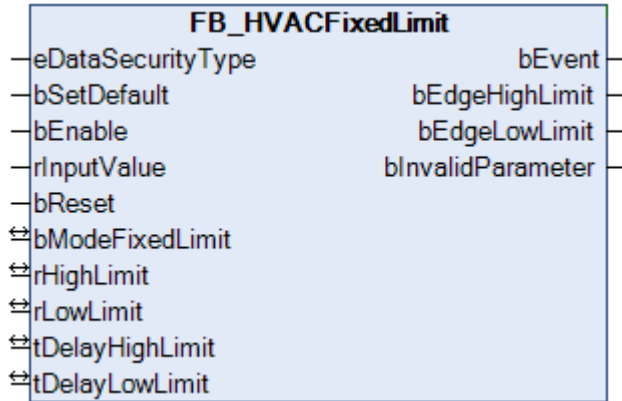 FB_HVACFixedLimit
eDataSecurityType bEvent
bSetDefault bEdgeHighLimit
bEnable bEdgeLowLimit
rInputValue bInvalidParameter
bReset
bModeFixedLimit
rHighLimit
rLowLimit
tDelayHighLimit
tDelayLowLimit